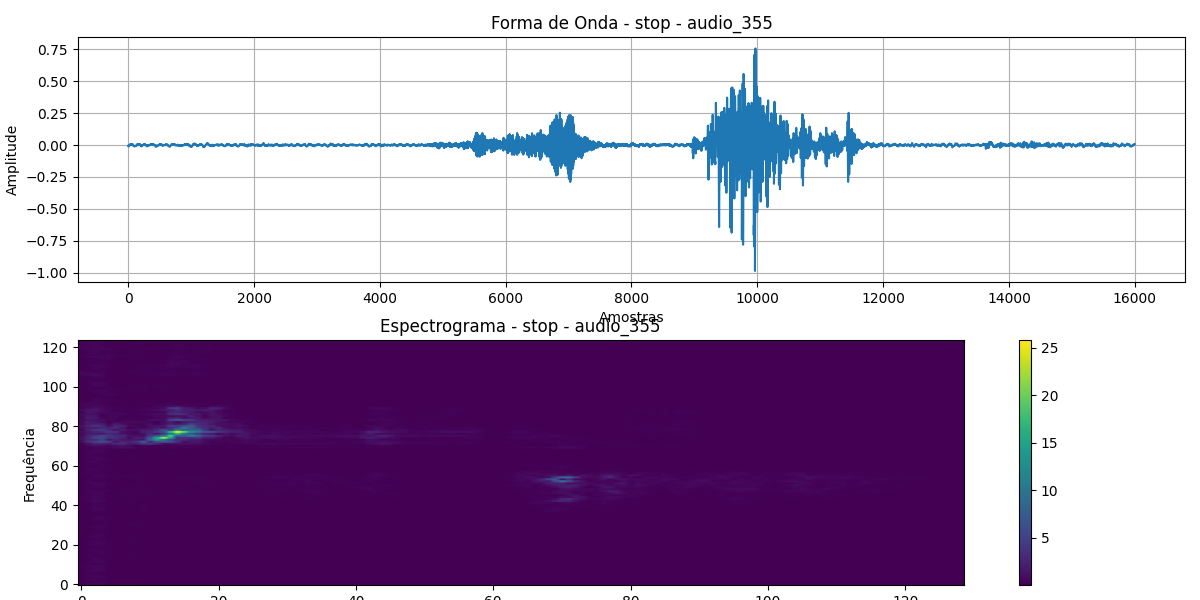 Forma de Onda - stop - audio_355
Amplitude
0.75
0.50
0.25
0.00
−0.25
−0.50
−0.75
−1.00
0 2000 4000 6000 8000 10000 12000 14000 16000
Amostras
Espectrograma - stop - audio_355
Frequência
120
100
80
60
40
20
0
0 20 40 60 80 100 120
25
20
15
10
5